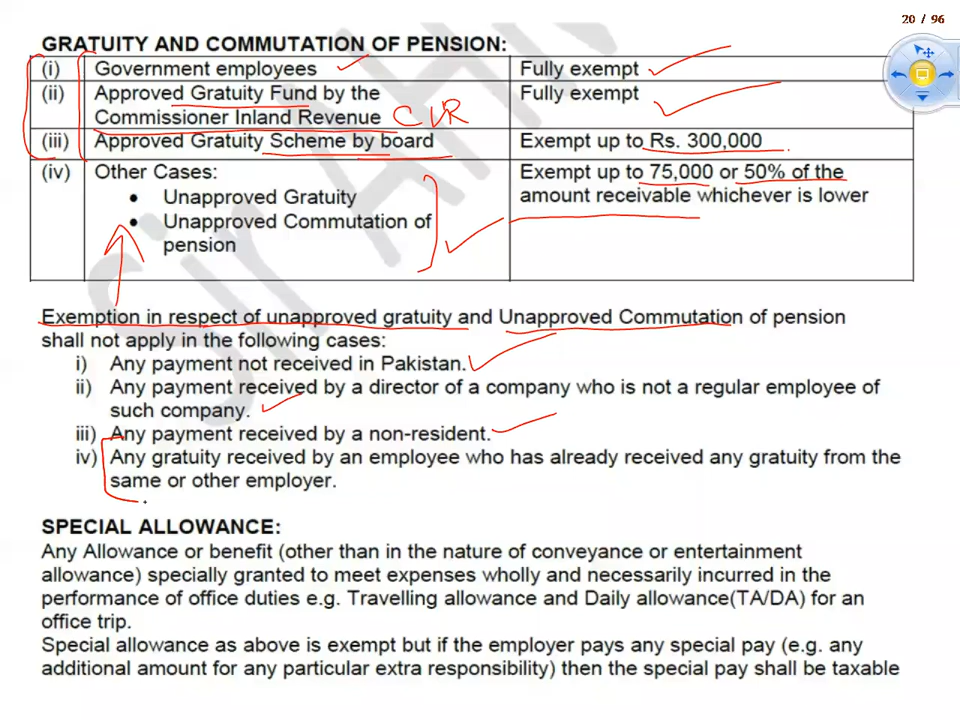 20 / 96
GRATUITY AND COMMUTATION OF PENSION:
(i) Government employees Fully exempt
(ii) Approved Gratuity Fund by the Fully exempt
Commissioner Inland Revenue CIR
(iii) Approved Gratuity Scheme by board Exempt up to Rs. 300,000
(iv) Other Cases: Exempt up to 75,000 or 50% of the
• Unapproved Gratuity amount receivable whichever is lower
• Unapproved Commutation of
pension
Exemption in respect of unapproved gratuity and Unapproved Commutation of pension
shall not apply in the following cases:
i) Any payment not received in Pakistan.
ii) Any payment received by a director of a company who is not a regular employee of
such company.
iii) Any payment received by a non-resident.
iv) Any gratuity received by an employee who has already received any gratuity from the
same or other employer.
SPECIAL ALLOWANCE:
Any Allowance or benefit (other than in the nature of conveyance or entertainment
allowance) specially granted to meet expenses wholly and necessarily incurred in the
performance of office duties e.g. Travelling allowance and Daily allowance(TA/DA) for an
office trip.
Special allowance as above is exempt but if the employer pays any special pay (e.g. any
additional amount for any particular extra responsibility) then the special pay shall be taxable